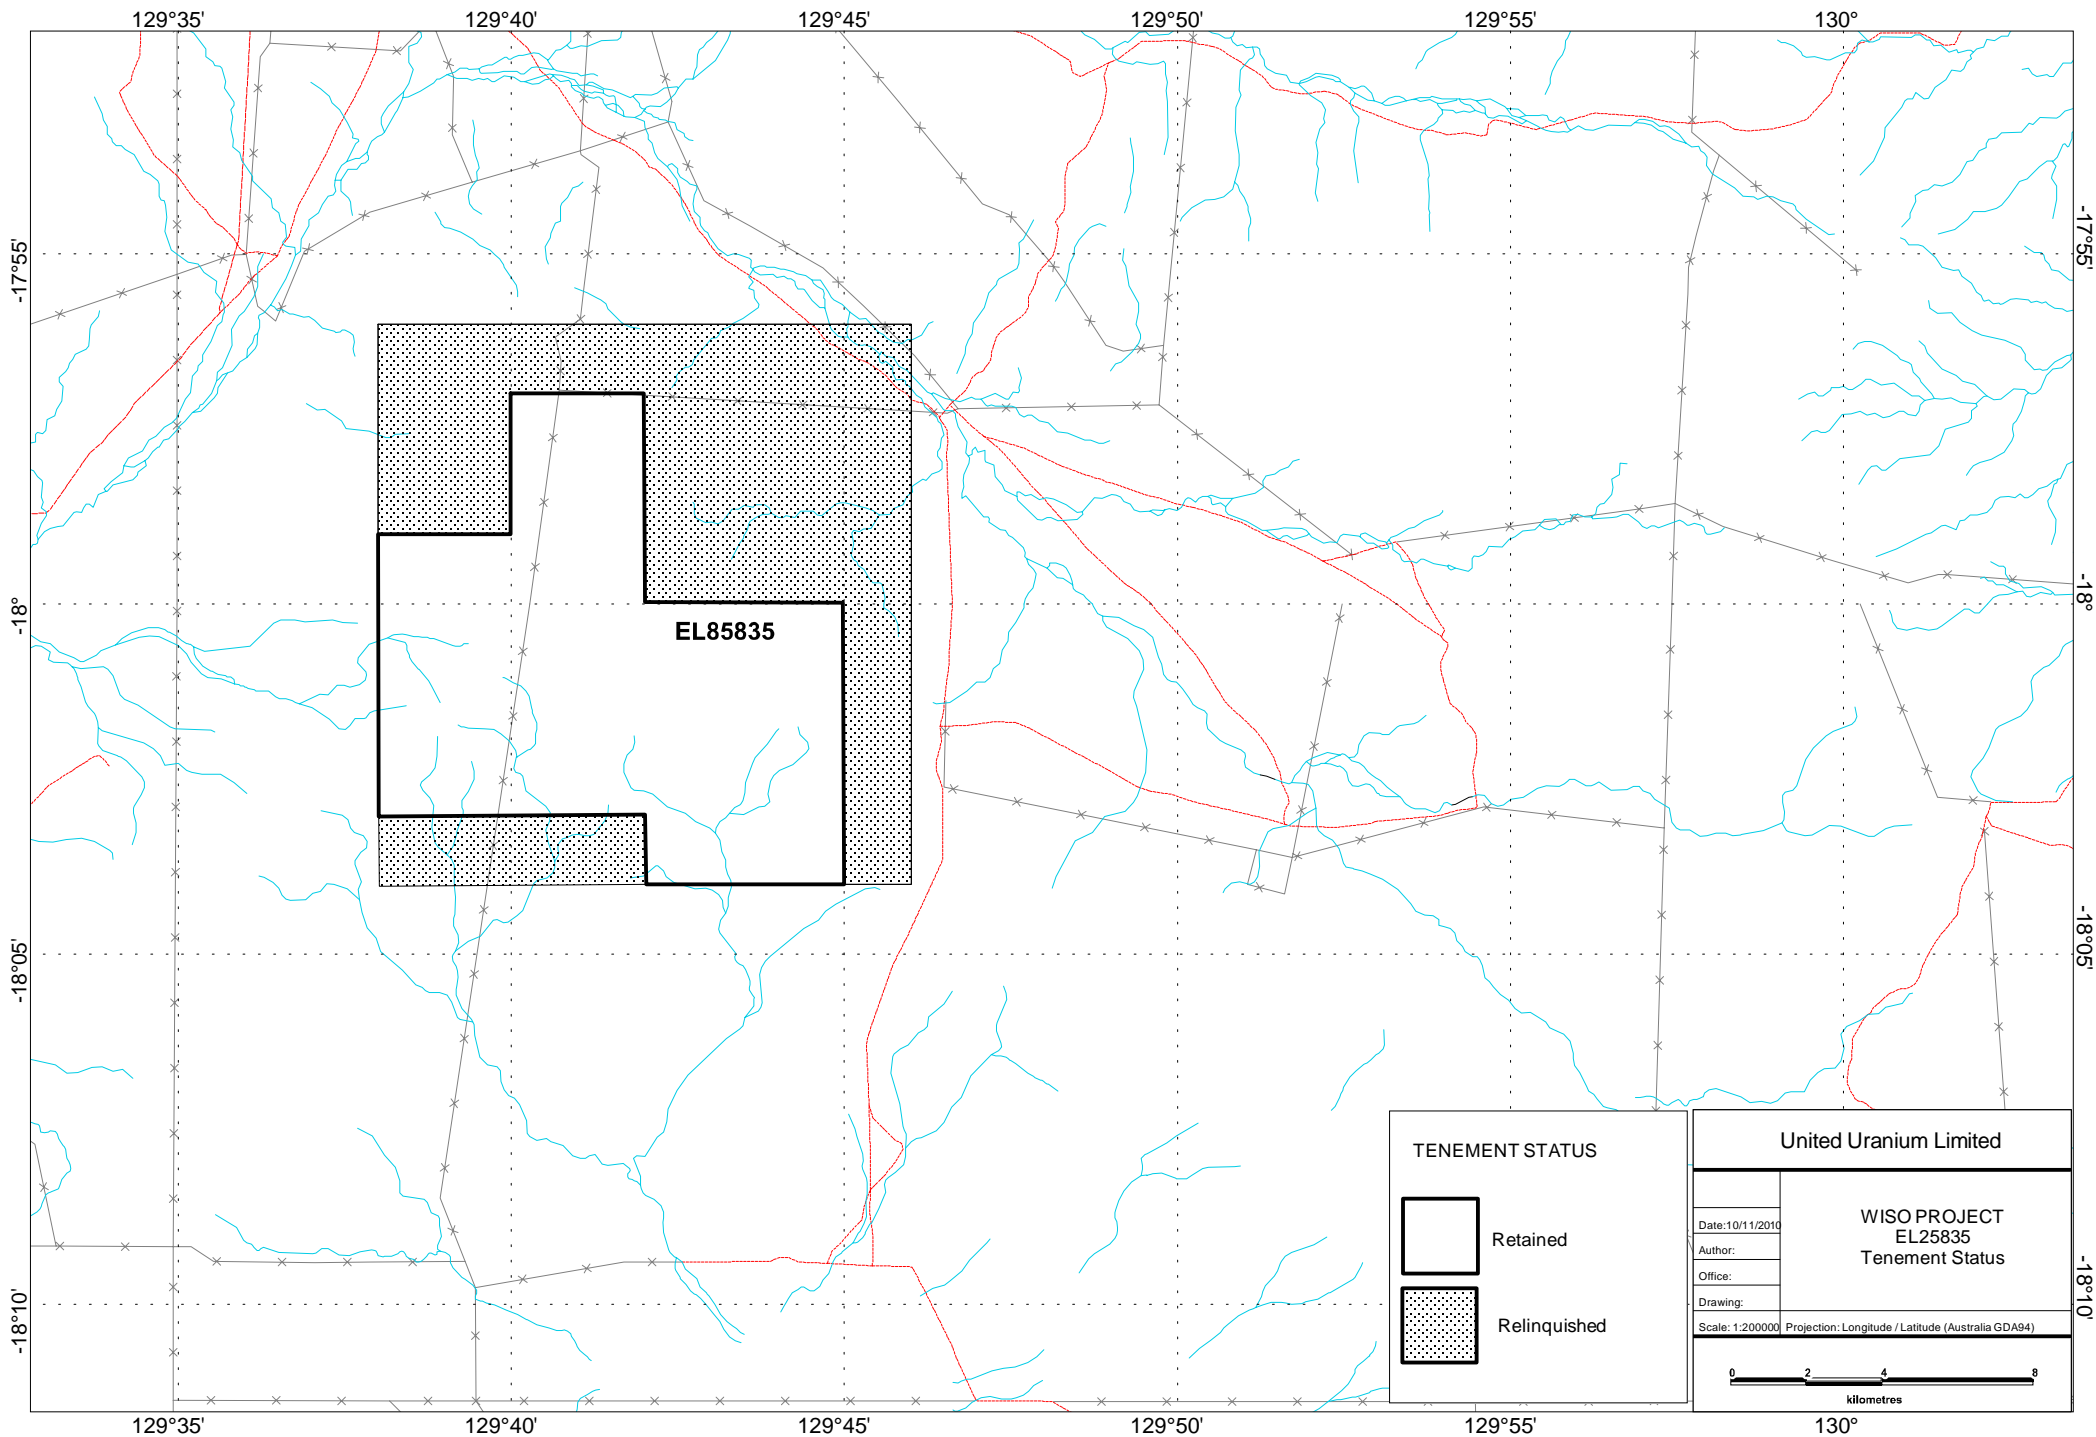 129°35'
129°40'
129°45'
129°50'
129°55'
130°
-17°55'
-17°55'
-18°
-18°
EL85835
-18°05'
-18°05'
-18°10'
-18°10'
TENEMENT STATUS
Retained
Relinquished
United Uranium Limited
WISO PROJECT
EL25835
Tenement Status
Date:10/11/2010
Author:
Office:
Drawing:
Scale: 1:200000
Projection: Longitude / Latitude (Australia GDA94)
0 2 4 8
kilometres
129°35'
129°40'
129°45'
129°50'
129°55'
130°